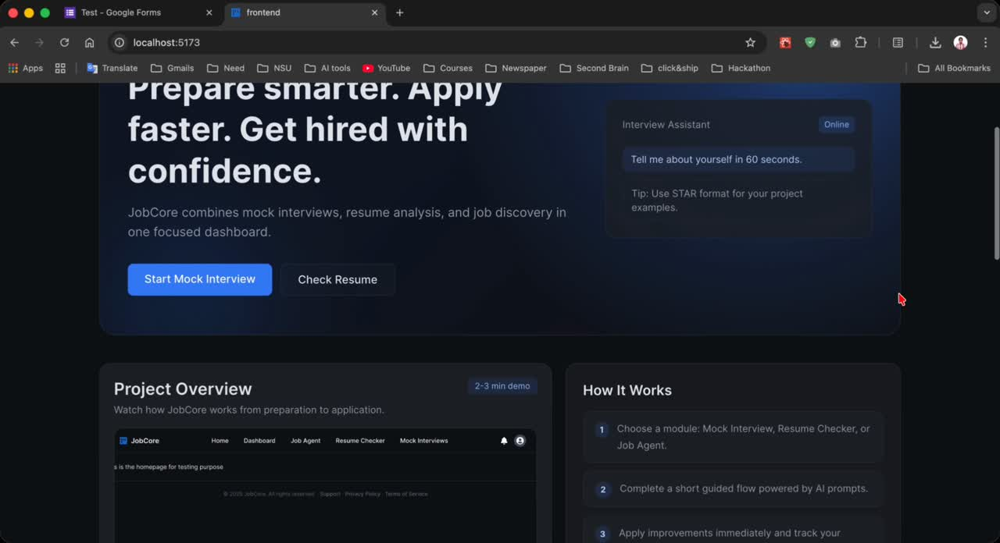 Test - Google Forms
frontend
localhost:5173
Apps
Translate
Gmails
Need
NSU
AI tools
YouTube
Courses
Newspaper
Second Brain
click&ship
Hackathon
All Bookmarks
Prepare smarter. Apply
faster. Get hired with
confidence.
JobCore combines mock interviews, resume analysis, and job discovery in
one focused dashboard.
Start Mock Interview
Check Resume
Interview Assistant
Online
Tell me about yourself in 60 seconds.
Tip: Use STAR format for your project
examples.
Project Overview
2-3 min demo
Watch how JobCore works from preparation to application.
JobCore
Home
Dashboard
Job Agent
Resume Checker
Mock Interviews
s is the homepage for testing purpose
© 2025 JobCore. All rights reserved.
Support
Privacy Policy
Terms of Service
How It Works
1 Choose a module: Mock Interview, Resume Checker, or
Job Agent.
2 Complete a short guided flow powered by AI prompts.
3 Apply improvements immediately and track your